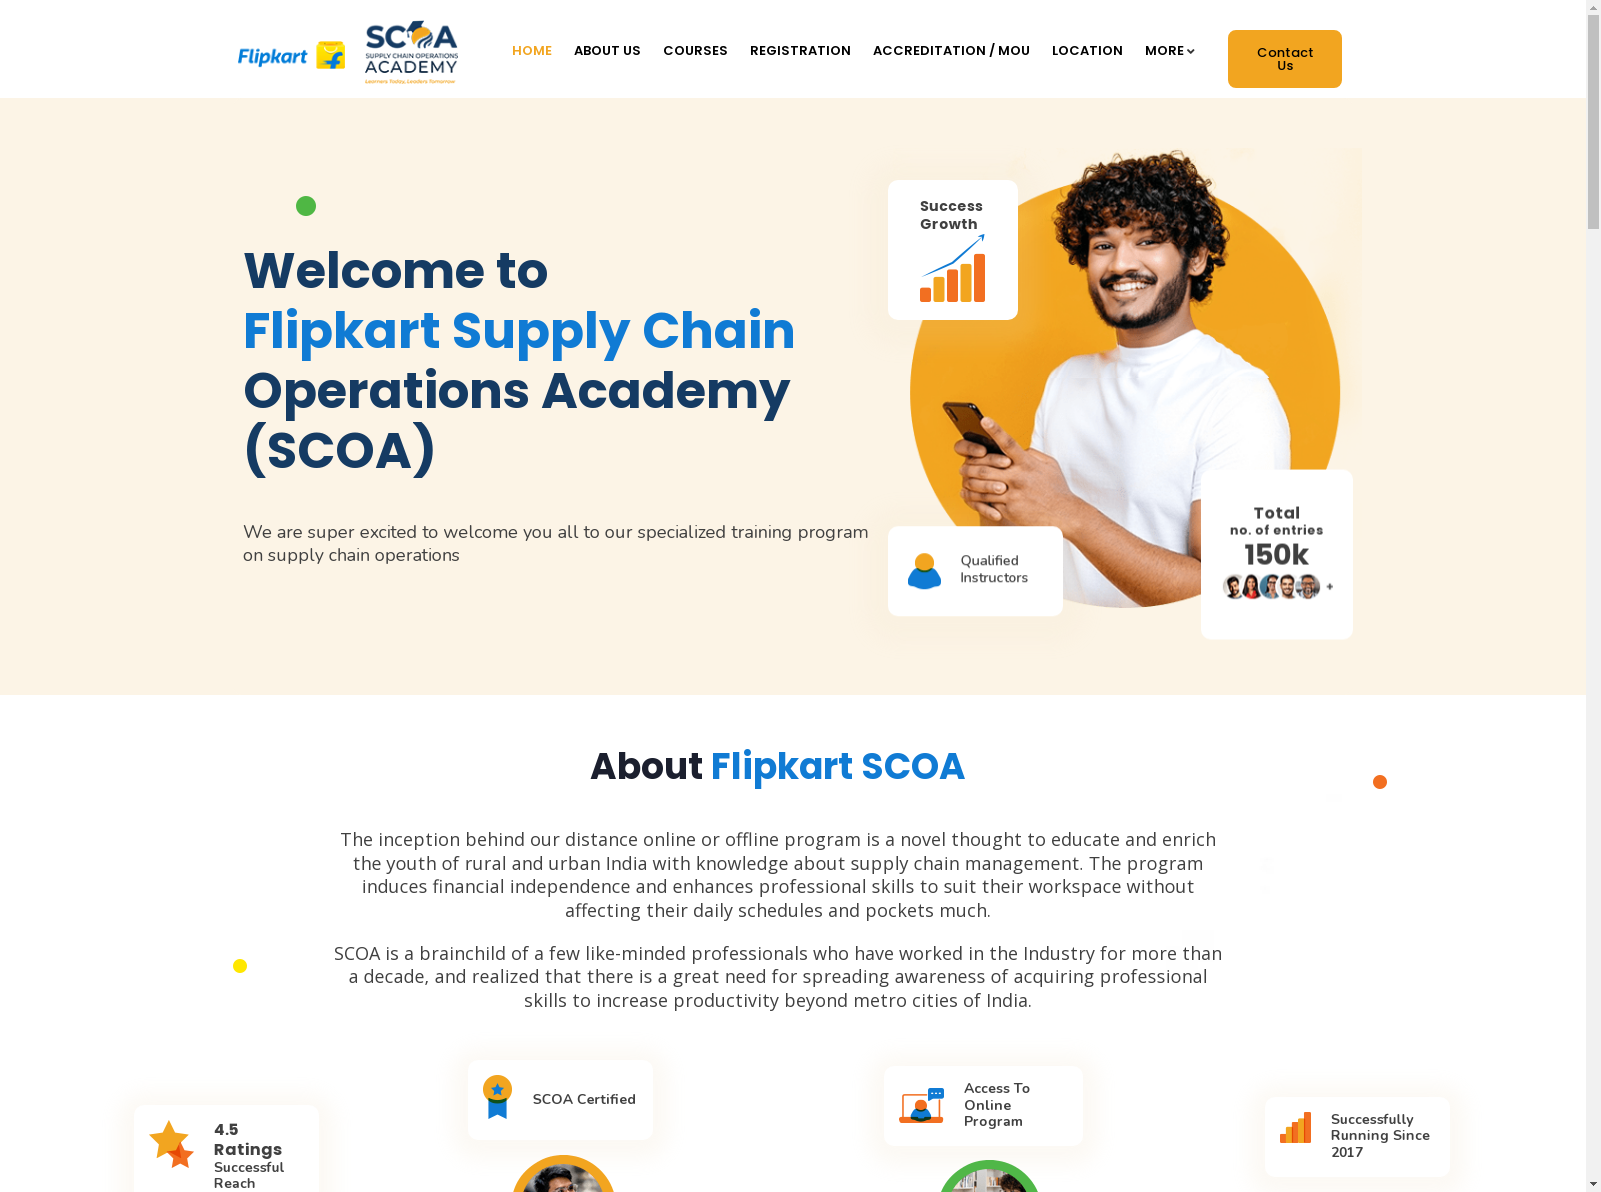 Flipkart
SCOA
SUPPLY CHAIN OPERATIONS
ACADEMY
Learners Today, Leaders Tomorrow
HOME
ABOUT US
COURSES
REGISTRATION
ACCREDITATION / MOU
LOCATION
MORE
Contact
Us
Welcome to
Flipkart Supply Chain
Operations Academy
(SCOA)
We are super excited to welcome you all to our specialized training program
on supply chain operations
Success
Growth
Qualified
Instructors
Total
no. of entries
150k
+
About Flipkart SCOA
The inception behind our distance online or offline program is a novel thought to educate and enrich
the youth of rural and urban India with knowledge about supply chain management. The program
induces financial independence and enhances professional skills to suit their workspace without
affecting their daily schedules and pockets much.
SCOA is a brainchild of a few like-minded professionals who have worked in the Industry for more than
a decade, and realized that there is a great need for spreading awareness of acquiring professional
skills to increase productivity beyond metro cities of India.
4.5
Ratings
Successful
Reach
SCOA Certified
Access To
Online
Program
Successfully
Running Since
2017